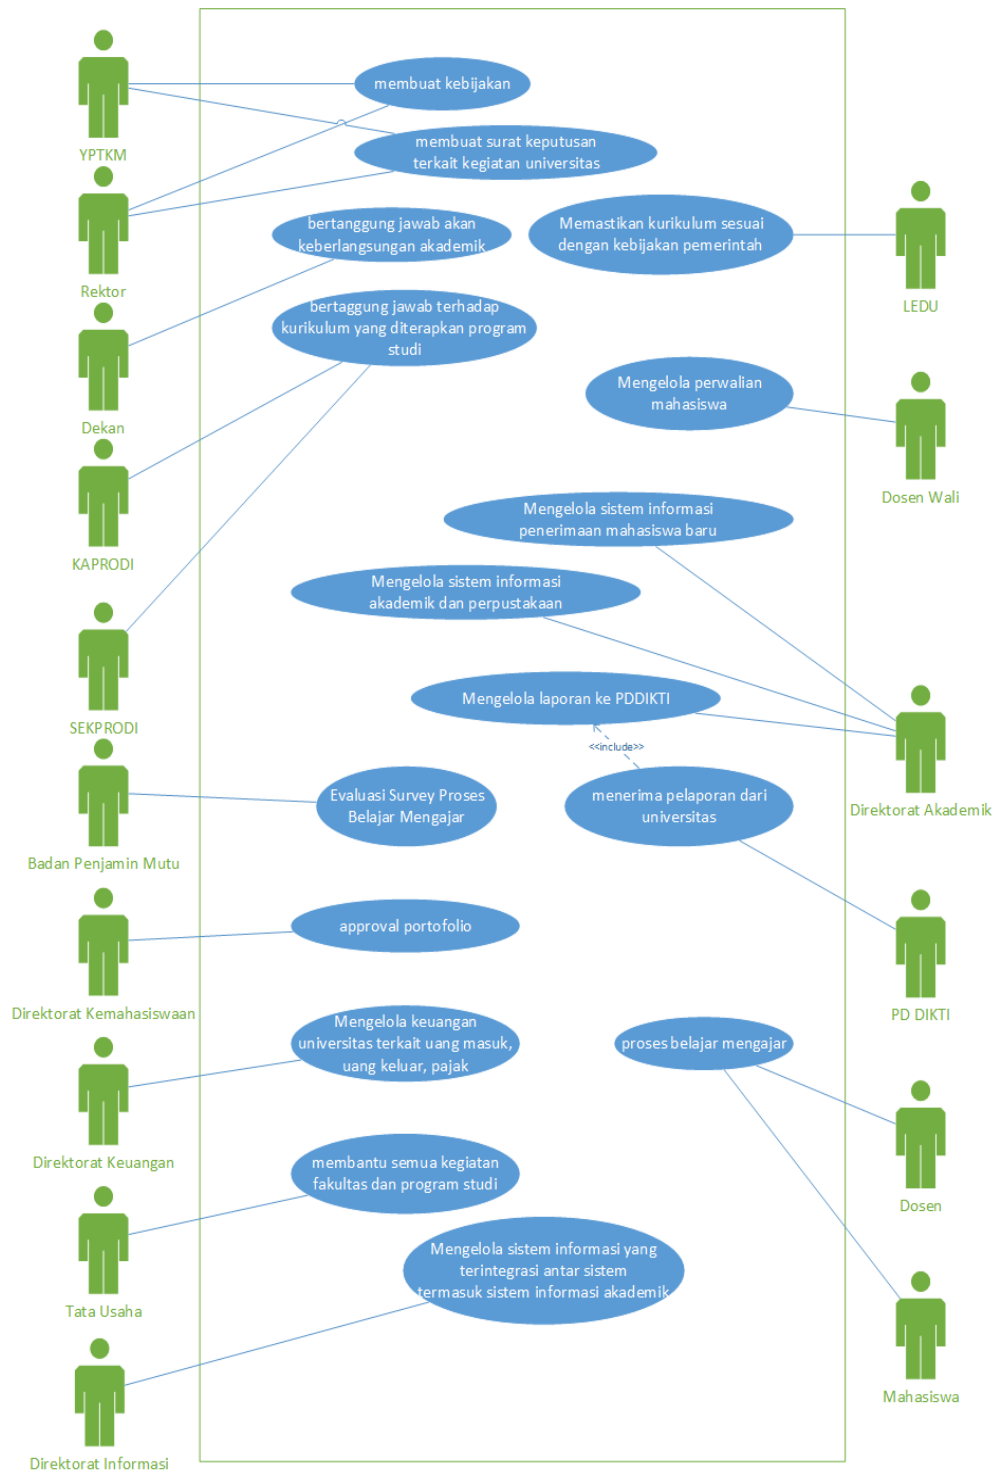 membuat kebijakan
YPTKM
membuat surat keputusan
terkait kegiatan universitas
Rektor
bertanggung jawab akan
keberlangsungan akademik
Memastikan kurikulum sesuai
dengan kebijakan pemerintah
LEDU
bertaggung jawab terhadap
kurikulum yang diterapkan program
studi
Dekan
Mengelola perwalian
mahasiswa
Dosen Wali
KAPRODI
Mengelola sistem informasi
penerimaan mahasiswa baru
Mengelola sistem informasi
akademik dan perpustakaan
SEKPRODI
Mengelola laporan ke PDDIKTI
<<include>>
Evaluasi Survey Proses
Belajar Mengajar
menerima pelaporan dari
universitas
Direktorat Akademik
Badan Penjamin Mutu
approval portofolio
Direktorat Kemahasiswaan
PD DIKTI
Mengelola keuangan
universitas terkait uang masuk,
uang keluar, pajak
proses belajar mengajar
Direktorat Keuangan
membantu semua kegiatan
fakultas dan program studi
Dosen
Tata Usaha
Mengelola sistem informasi yang
terintegrasi antar sistem
termasuk sistem informasi akademik
Mahasiswa
Direktorat Informasi